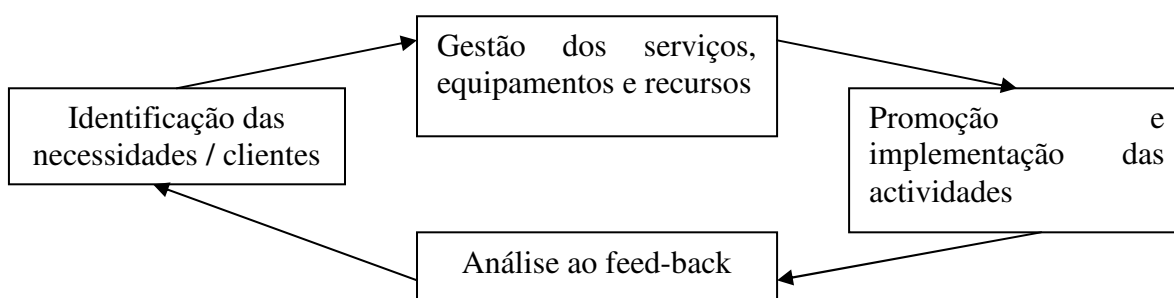 Gestão dos serviços,
equipamentos e recursos
Identificação das
necessidades / clientes
Promoção e
implementação das
actividades
Análise ao feed-back